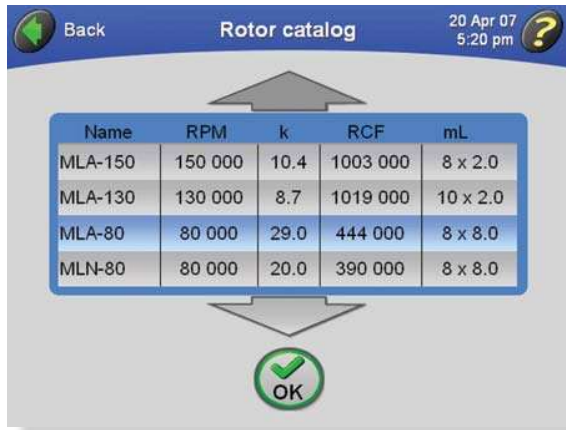 Back Rotor catalog 20 Apr 07
5:20 pm ?
Name RPM k RCF mL
MLA-150 150 000 10.4 1003 000 8 x 2.0
MLA-130 130 000 8.7 1019 000 10 x 2.0
MLA-80 80 000 29.0 444 000 8 x 8.0
MLN-80 80 000 20.0 390 000 8 x 8.0
OK